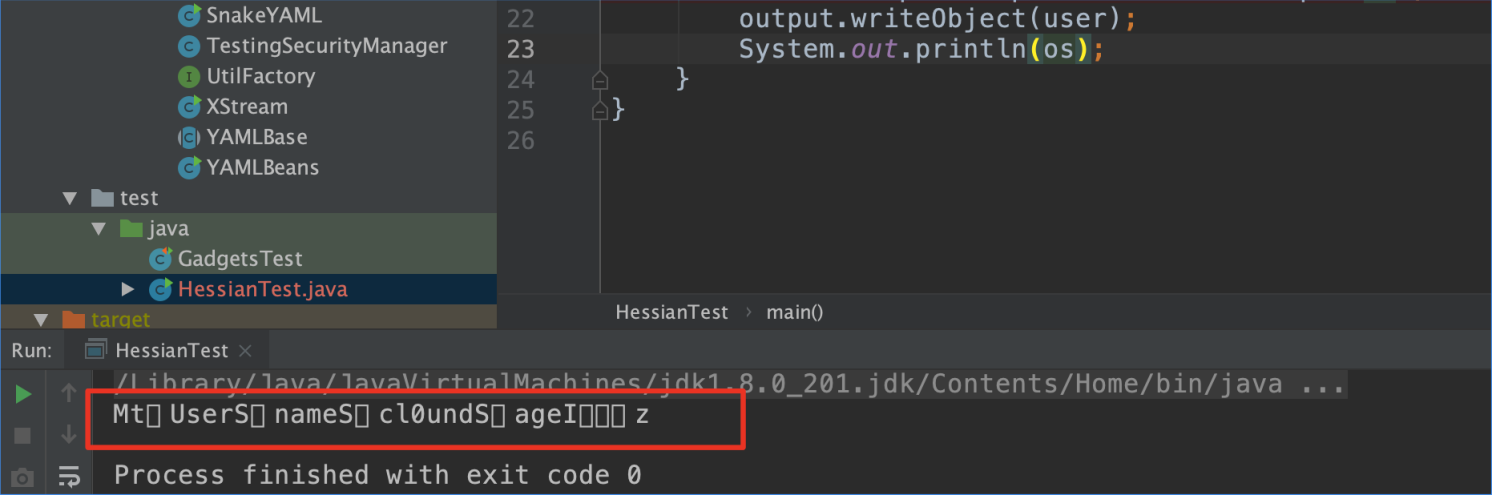 SnakeYAML
TestingSecurityManager
UtilFactory
XStream
YAMLBase
YAMLBeans
test
java
GadgetsTest
HessianTest.java
target
22 output.writeObject(user);
23 System.out.println(os);
24 }
25 }
26
HessianTest › main()
Run: HessianTest ×
/Library/Java/JavaVirtualMachines/jdk1.8.0_201.jdk/Contents/Home/bin/java ...
Mt□UserS□nameS□cl0undS□ageI□□□z
Process finished with exit code 0